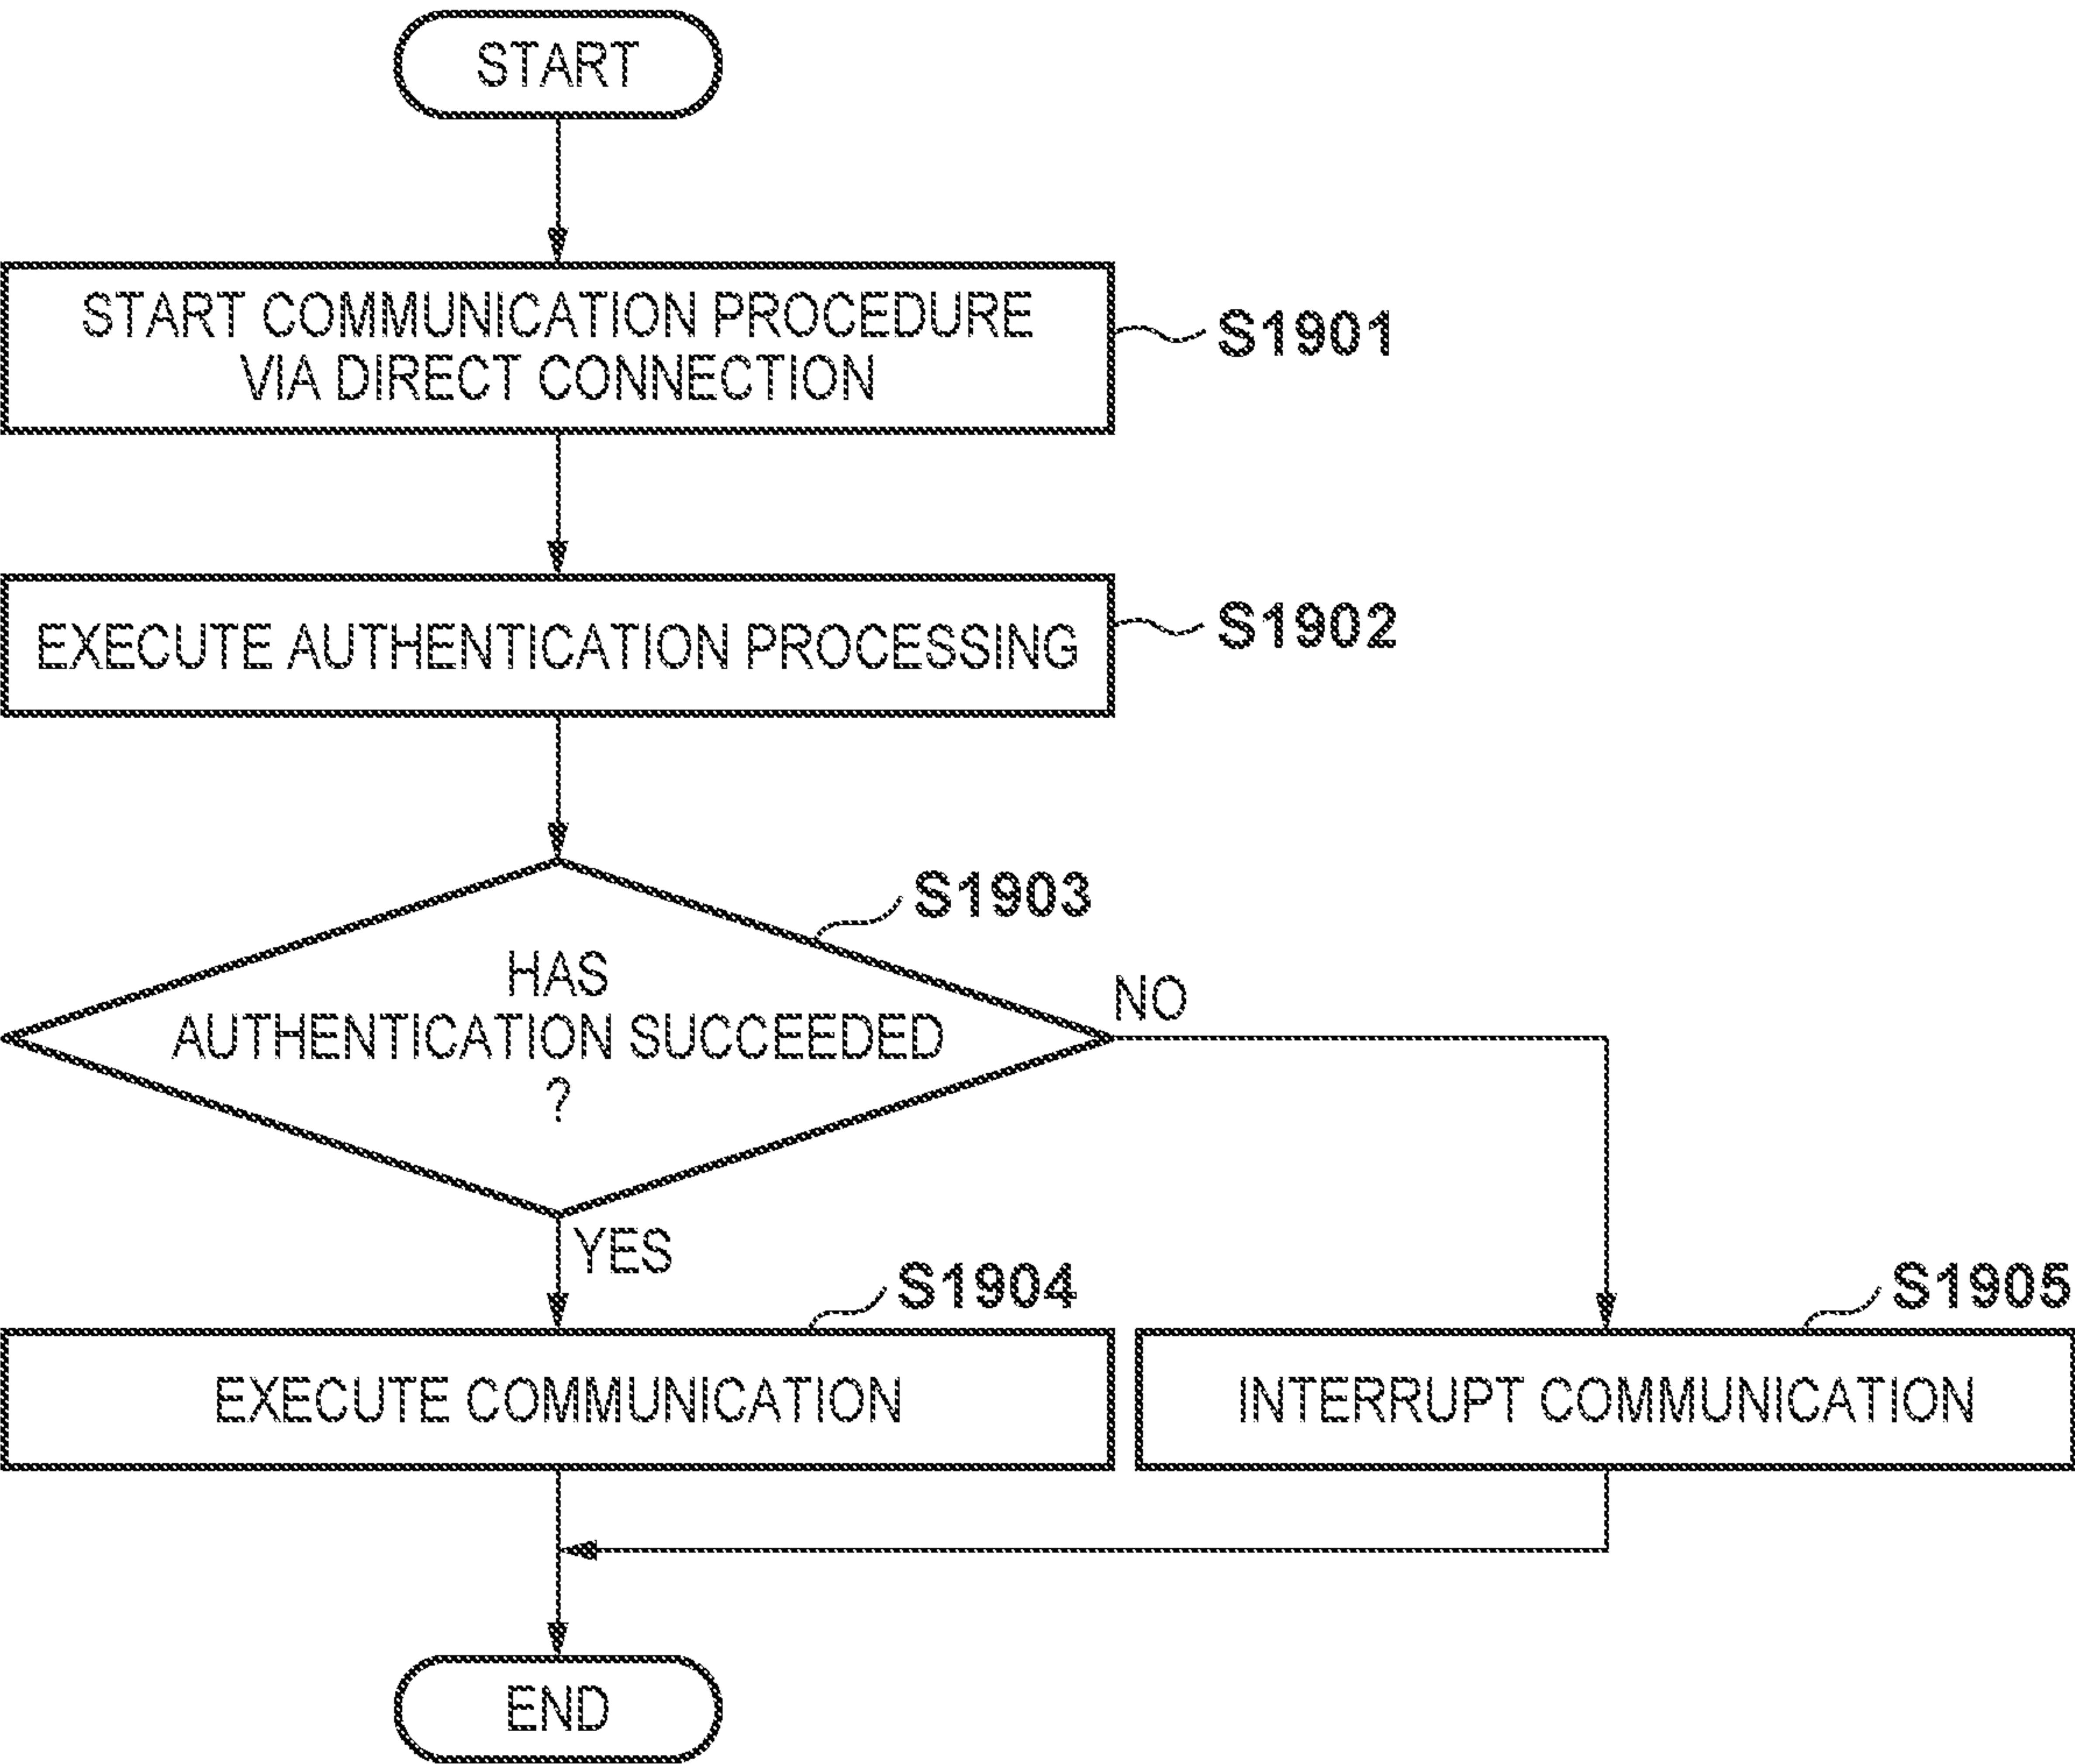 START
START COMMUNICATION PROCEDURE
VIA DIRECT CONNECTION
S1901
EXECUTE AUTHENTICATION PROCESSING
S1902
S1903
HAS
AUTHENTICATION SUCCEEDED
?
NO
YES
S1904
EXECUTE COMMUNICATION
S1905
INTERRUPT COMMUNICATION
END